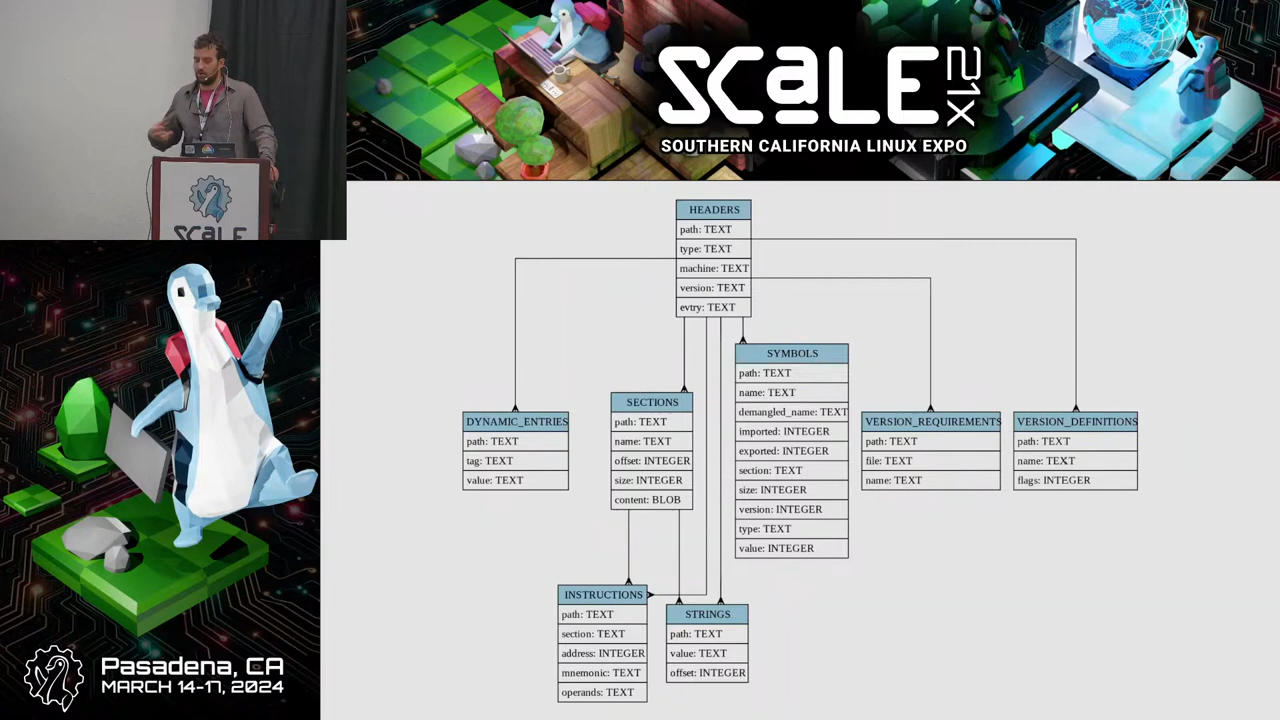 SCALE
21X
SOUTHERN CALIFORNIA LINUX EXPO
SCALE
HEADERS
path: TEXT
type: TEXT
machine: TEXT
version: TEXT
evtry: TEXT
SYMBOLS
path: TEXT
name: TEXT
demangled_name: TEXT
imported: INTEGER
exported: INTEGER
section: TEXT
size: INTEGER
version: INTEGER
type: TEXT
value: INTEGER
SECTIONS
path: TEXT
name: TEXT
offset: INTEGER
size: INTEGER
content: BLOB
DYNAMIC_ENTRIES
path: TEXT
tag: TEXT
value: TEXT
VERSION_REQUIREMENTS
path: TEXT
file: TEXT
name: TEXT
VERSION_DEFINITIONS
path: TEXT
name: TEXT
flags: INTEGER
INSTRUCTIONS
path: TEXT
section: TEXT
address: INTEGER
mnemonic: TEXT
operands: TEXT
STRINGS
path: TEXT
value: TEXT
offset: INTEGER
Pasadena, CA
MARCH 14-17, 2024